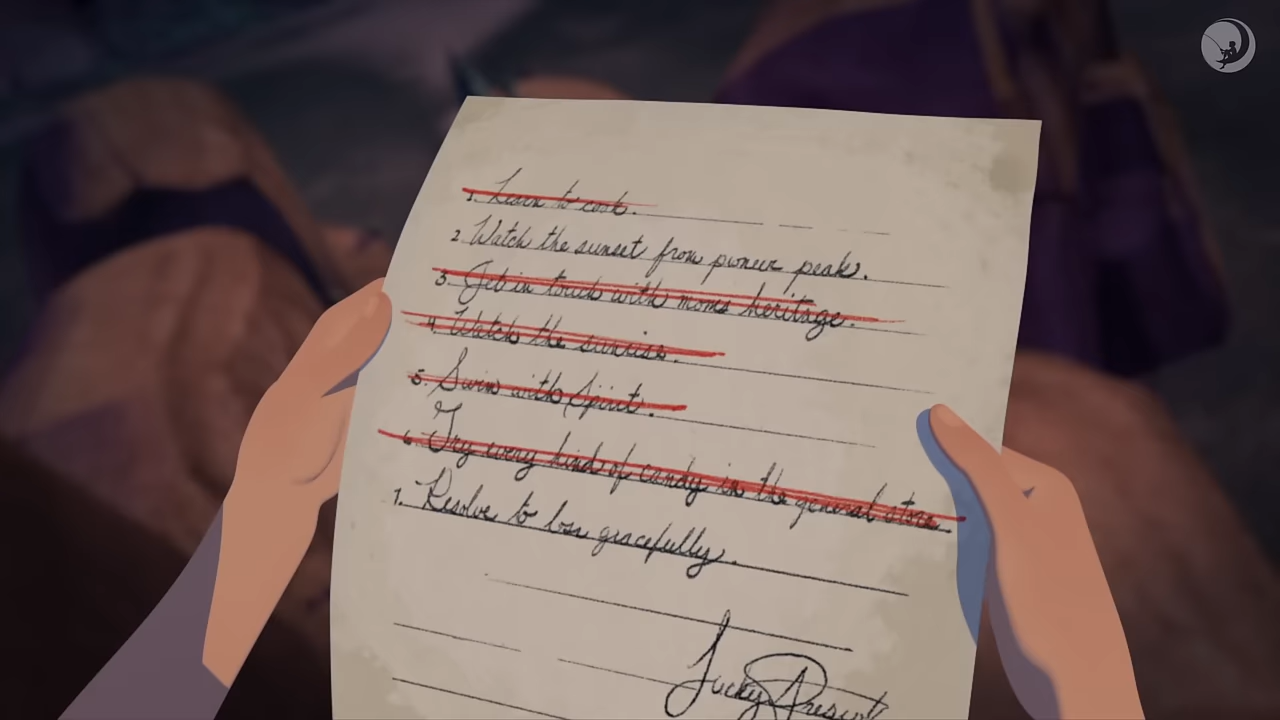 1. Learn to cook.
2 Watch the sunset from pioneer peak.
3. Get in touch with moms heritage.
4. Watch the sunrise.
5. Swim with Spirit.
6. Try every kind of candy in the general store.
7. Resolve to lose gracefully.
Lucky